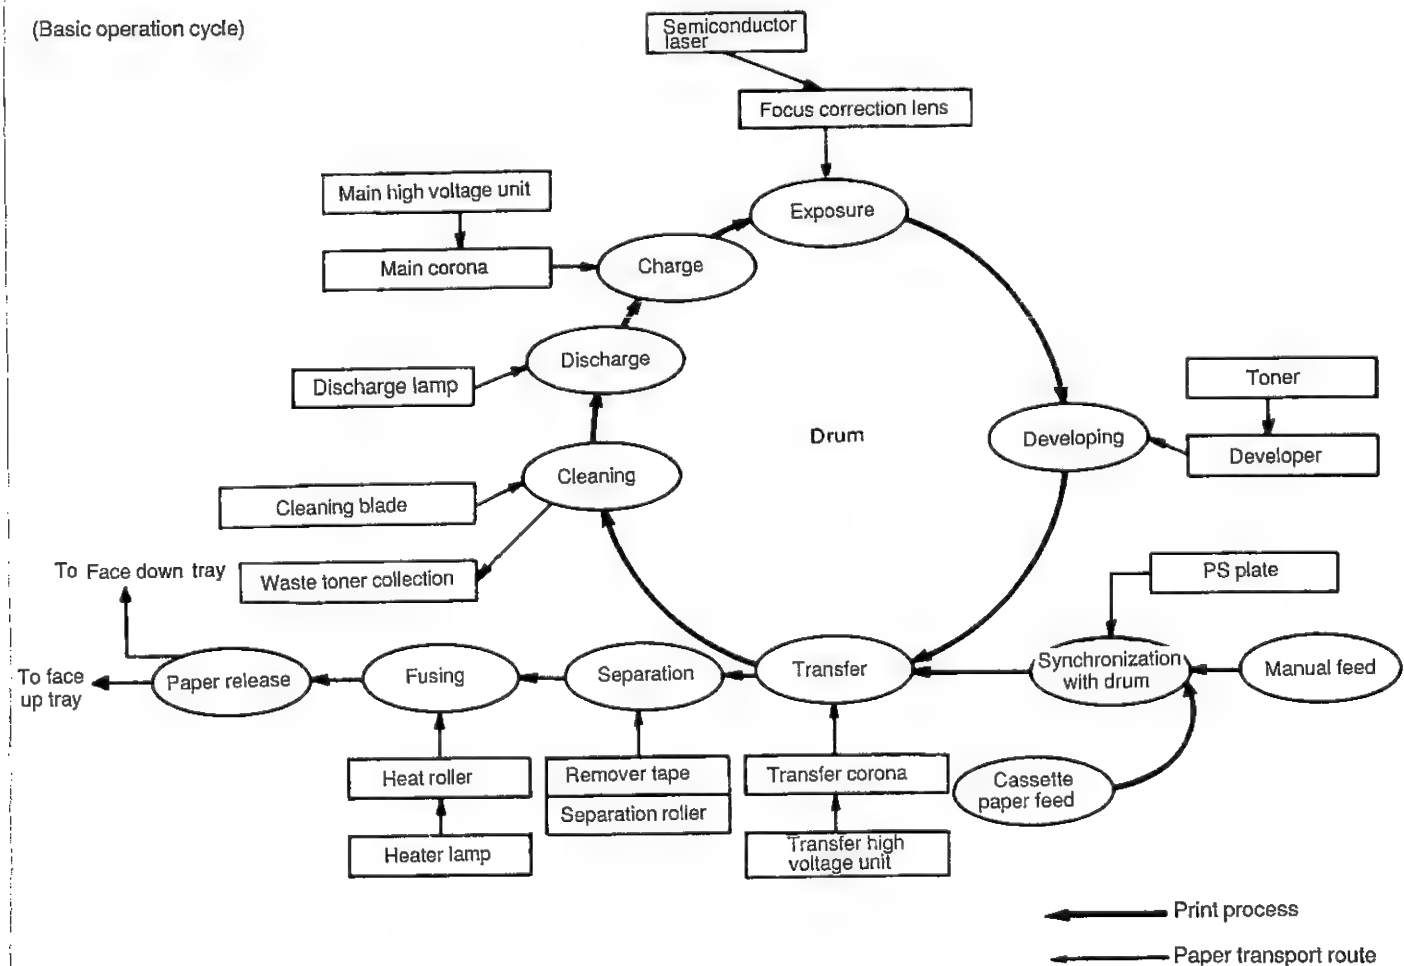 (Basic operation cycle)
Semiconductor
laser
Focus correction lens
Main high voltage unit
Exposure
Main corona
Charge
Discharge
Discharge lamp
Toner
Drum
Developing
Developer
Cleaning
Cleaning blade
To Face down tray
Waste toner collection
PS plate
To face
up tray
Paper release
Fusing
Separation
Transfer
Synchronization
with drum
Manual feed
Heat roller
Remover tape
Transfer corona
Cassette
paper feed
Separation roller
Heater lamp
Transfer high
voltage unit
Print process
Paper transport route